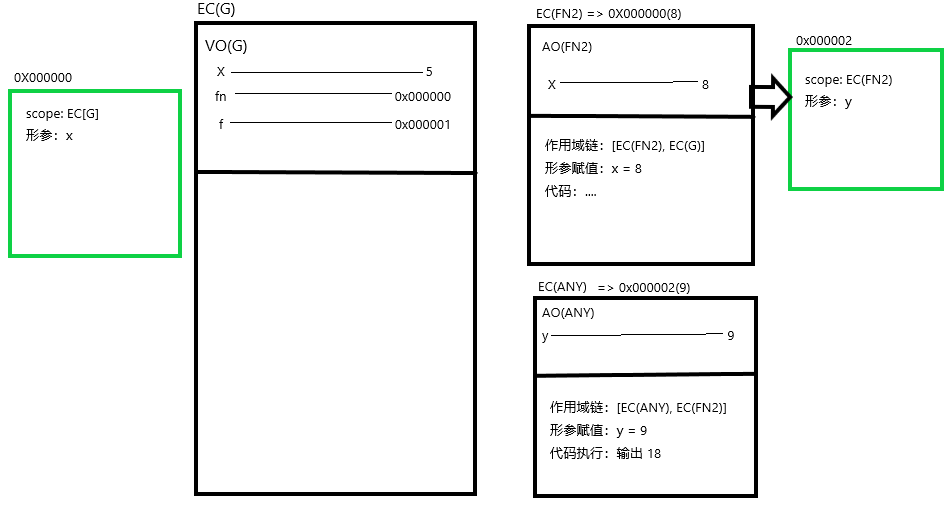 0X000000
scope: EC[G]
形参：x
EC(G)
VO(G)
X 5
fn 0x000000
f 0x000001
EC(FN2) => 0X000000(8)
AO(FN2)
X 8
作用域链：[EC(FN2), EC(G)]
形参赋值：x = 8
代码：....
0x000002
scope: EC(FN2)
形参：y
EC(ANY) => 0x000002(9)
AO(ANY)
y 9
作用域链：[EC(ANY), EC(FN2)]
形参赋值：y = 9
代码执行：输出 18